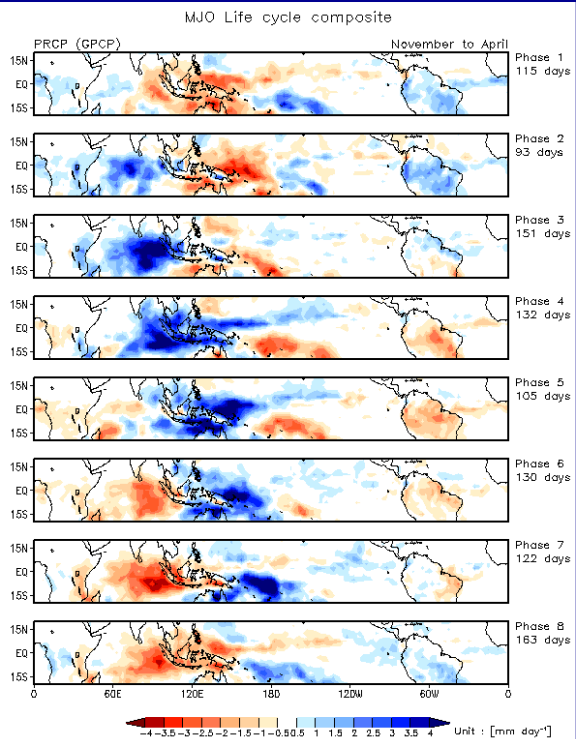 MJO Life cycle composite
PRCP (GPCP) November to April
15N
EQ
15S
Phase 1
115 days
15N
EQ
15S
Phase 2
93 days
15N
EQ
15S
Phase 3
151 days
15N
EQ
15S
Phase 4
132 days
15N
EQ
15S
Phase 5
105 days
15N
EQ
15S
Phase 6
130 days
15N
EQ
15S
Phase 7
122 days
15N
EQ
15S
Phase 8
163 days
0 60E 120E 180 120W 60W 0
-4 -3.5 -3 -2.5 -2 -1.5 -1 -0.5 0.5 1 1.5 2 2.5 3 3.5 4 Unit : [mm day⁻¹]